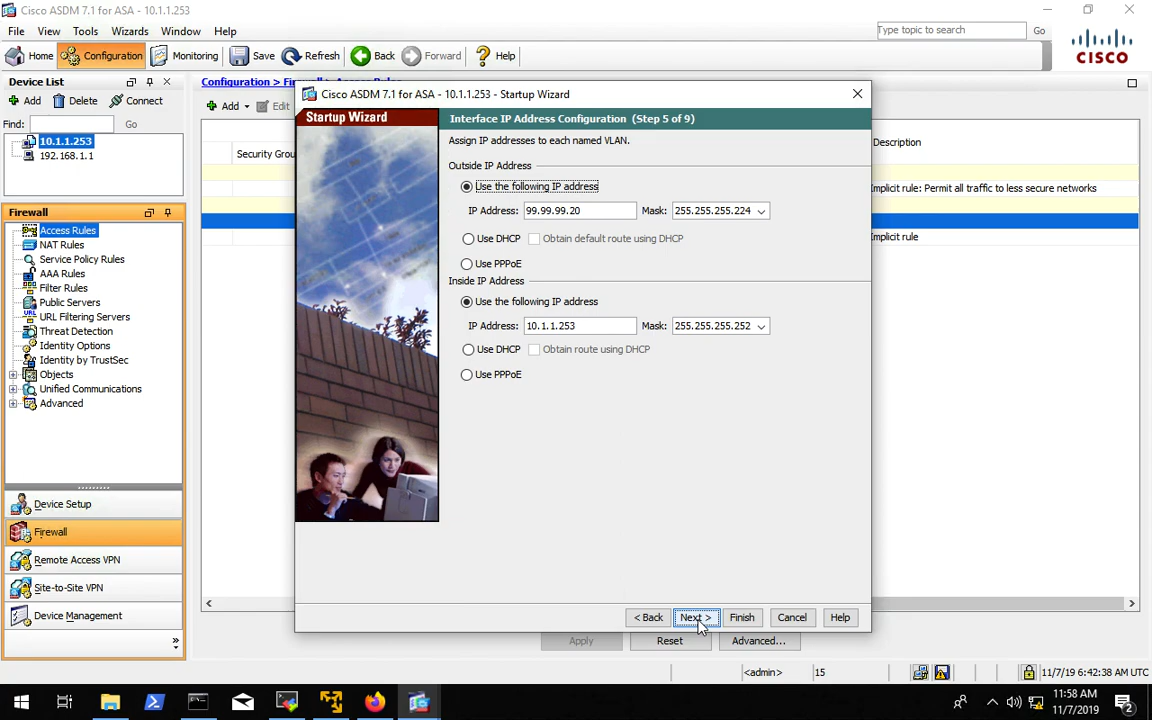 Cisco ASDM 7.1 for ASA - 10.1.1.253
File View Tools Wizards Window Help
Type topic to search Go
Home Configuration Monitoring Save Refresh Back Forward Help
CISCO
Device List
Add Delete Connect
Find: Go
10.1.1.253
192.168.1.1
Firewall
Access Rules
NAT Rules
Service Policy Rules
AAA Rules
Filter Rules
Public Servers
URL Filtering Servers
Threat Detection
Identity Options
Identity by TrustSec
Objects
Unified Communications
Advanced
Device Setup
Firewall
Remote Access VPN
Site-to-Site VPN
Device Management
Configuration > Firewall > Access Rules
Add Edit
Security Grou
Description
Implicit rule: Permit all traffic to less secure networks
Implicit rule
Cisco ASDM 7.1 for ASA - 10.1.1.253 - Startup Wizard
Startup Wizard
Interface IP Address Configuration (Step 5 of 9)
Assign IP addresses to each named VLAN.
Outside IP Address
Use the following IP address
IP Address: 99.99.99.20 Mask: 255.255.255.224
Use DHCP Obtain default route using DHCP
Use PPPoE
Inside IP Address
Use the following IP address
IP Address: 10.1.1.253 Mask: 255.255.255.252
Use DHCP Obtain route using DHCP
Use PPPoE
< Back Next > Finish Cancel Help
Apply Reset Advanced...
<admin> 15 11/7/19 6:42:38 AM UTC
11:58 AM
11/7/2019
2